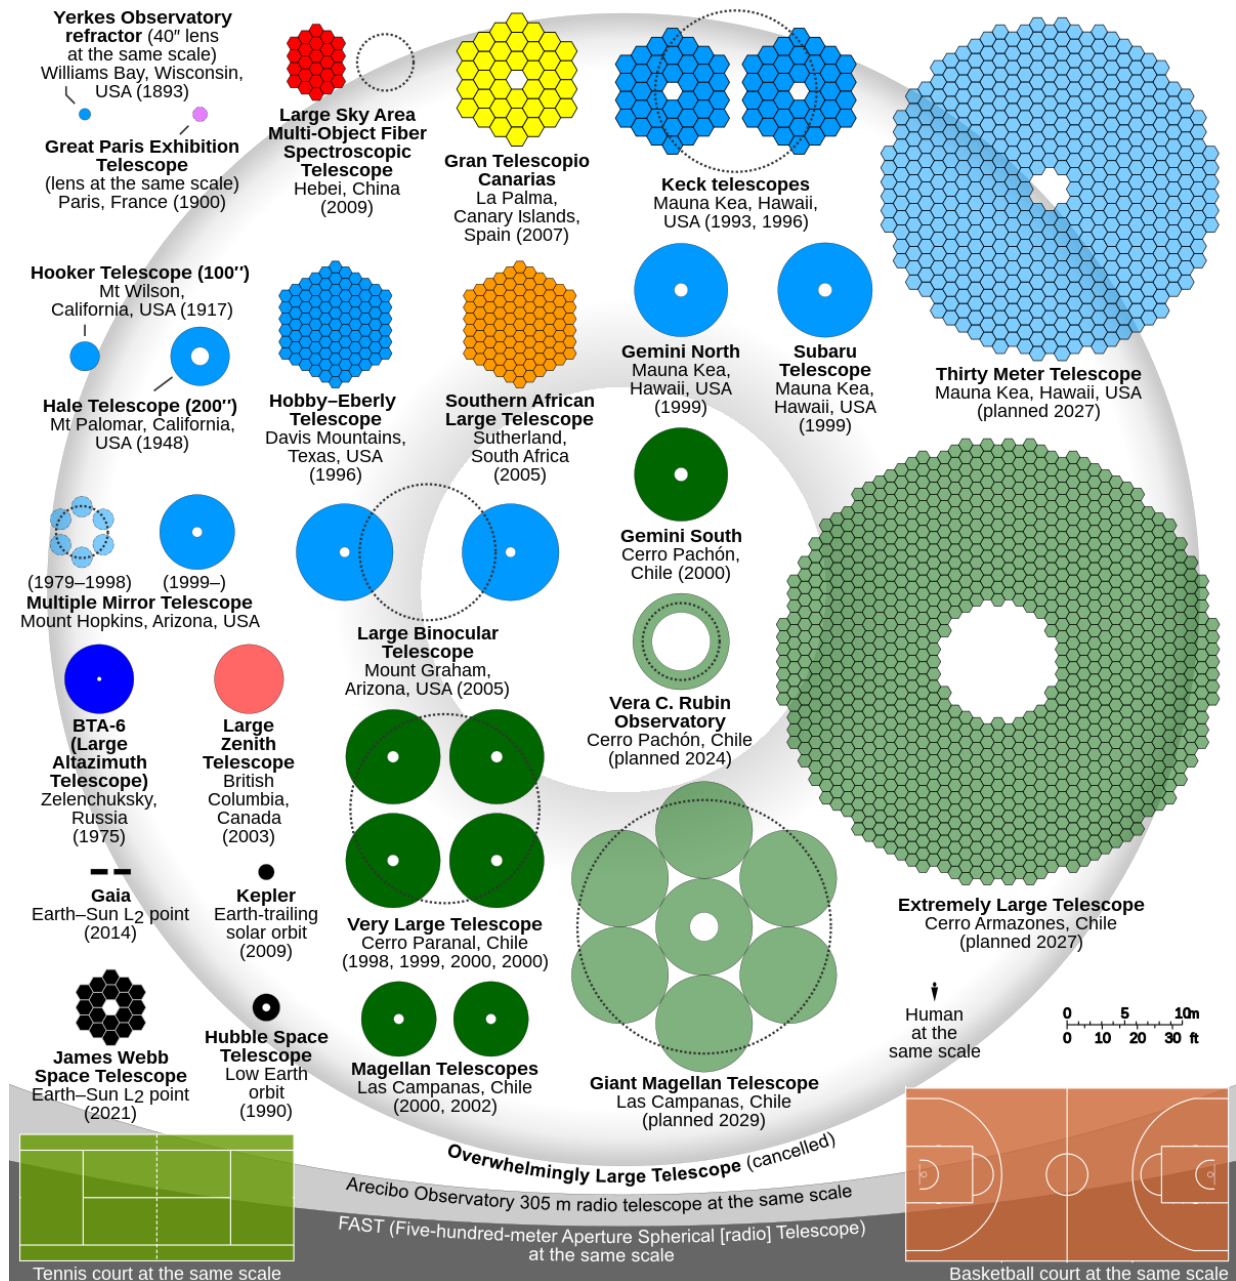 Yerkes Observatory
refractor (40″ lens
at the same scale)
Williams Bay, Wisconsin,
USA (1893)
Great Paris Exhibition
Telescope
(lens at the same scale)
Paris, France (1900)
Large Sky Area
Multi-Object Fiber
Spectroscopic
Telescope
Hebei, China
(2009)
Gran Telescopio
Canarias
La Palma,
Canary Islands,
Spain (2007)
Keck telescopes
Mauna Kea, Hawaii,
USA (1993, 1996)
Thirty Meter Telescope
Mauna Kea, Hawaii, USA
(planned 2027)
Hooker Telescope (100″)
Mt Wilson,
California, USA (1917)
Hale Telescope (200″)
Mt Palomar, California,
USA (1948)
Hobby–Eberly
Telescope
Davis Mountains,
Texas, USA
(1996)
Southern African
Large Telescope
Sutherland,
South Africa
(2005)
Gemini North
Mauna Kea,
Hawaii, USA
(1999)
Subaru
Telescope
Mauna Kea,
Hawaii, USA
(1999)
Gemini South
Cerro Pachón,
Chile (2000)
(1979–1998) (1999–)
Multiple Mirror Telescope
Mount Hopkins, Arizona, USA
Large Binocular
Telescope
Mount Graham,
Arizona, USA (2005)
Vera C. Rubin
Observatory
Cerro Pachón, Chile
(planned 2024)
BTA-6
(Large
Altazimuth
Telescope)
Zelenchuksky,
Russia
(1975)
Large
Zenith
Telescope
British
Columbia,
Canada
(2003)
Extremely Large Telescope
Cerro Armazones, Chile
(planned 2027)
Gaia
Earth–Sun L2 point
(2014)
Kepler
Earth-trailing
solar orbit
(2009)
Very Large Telescope
Cerro Paranal, Chile
(1998, 1999, 2000, 2000)
James Webb
Space Telescope
Earth–Sun L2 point
(2021)
Hubble Space
Telescope
Low Earth
orbit
(1990)
Magellan Telescopes
Las Campanas, Chile
(2000, 2002)
Giant Magellan Telescope
Las Campanas, Chile
(planned 2029)
Human
at the
same scale
0 5 10m
0 10 20 30 ft
Overwhelmingly Large Telescope (cancelled)
Arecibo Observatory 305 m radio telescope at the same scale
FAST (Five-hundred-meter Aperture Spherical [radio] Telescope)
at the same scale
Tennis court at the same scale
Basketball court at the same scale